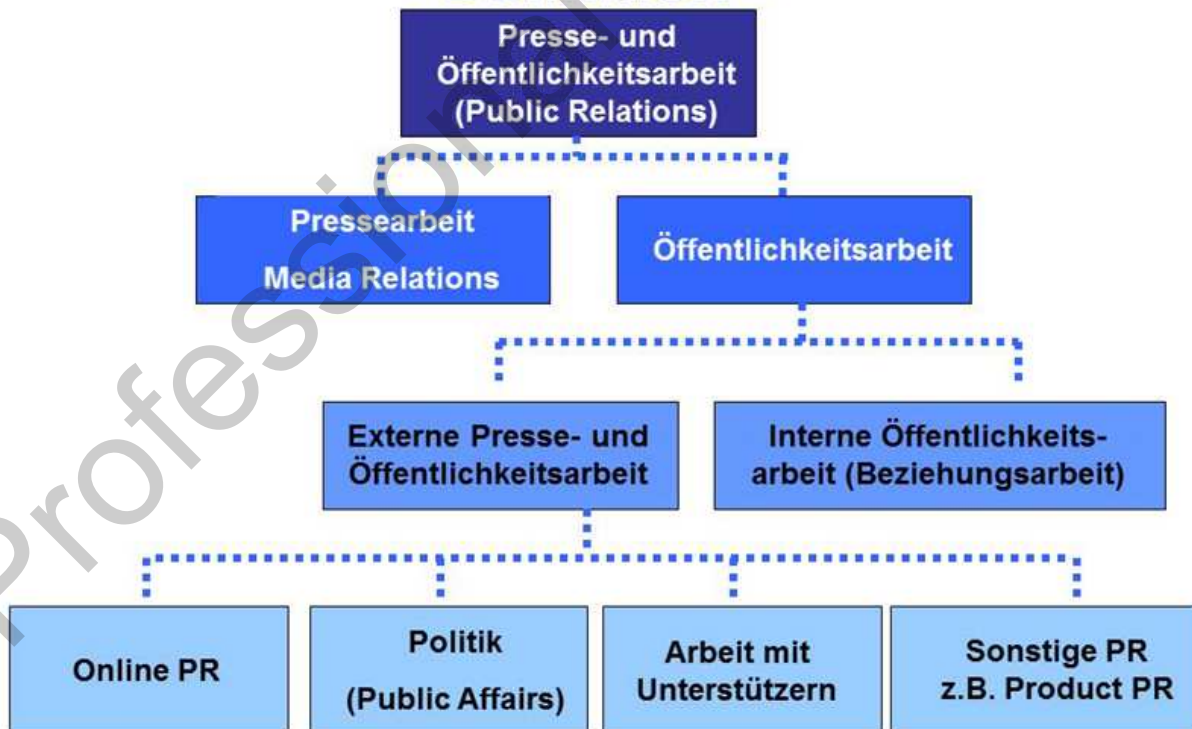 Presse- und
Öffentlichkeitsarbeit
(Public Relations)
Pressearbeit
Media Relations
Öffentlichkeitsarbeit
Externe Presse- und
Öffentlichkeitsarbeit
Interne Öffentlichkeits-
arbeit (Beziehungsarbeit)
Online PR
Politik
(Public Affairs)
Arbeit mit
Unterstützern
Sonstige PR
z.B. Product PR